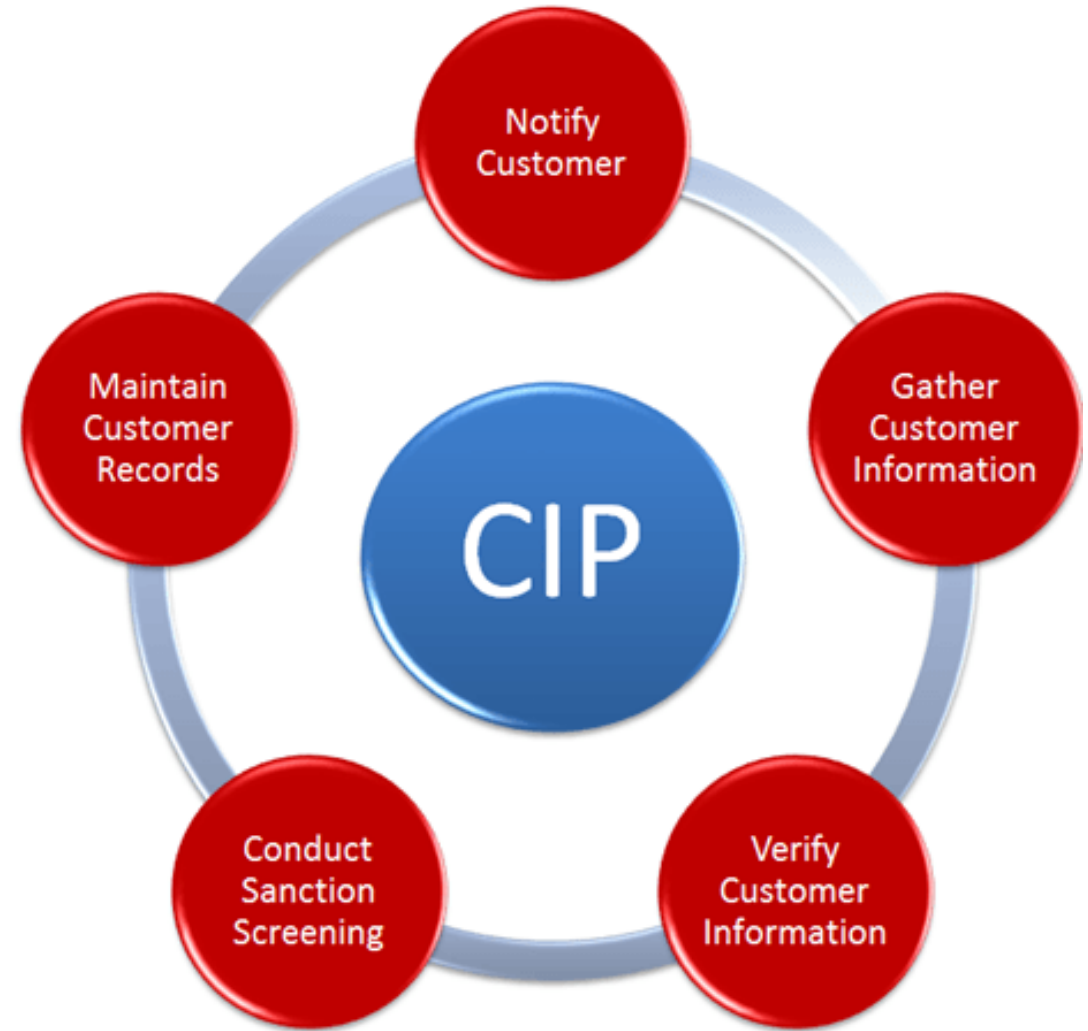 Notify
Customer
Gather
Customer
Information
Verify
Customer
Information
Conduct
Sanction
Screening
Maintain
Customer
Records
CIP